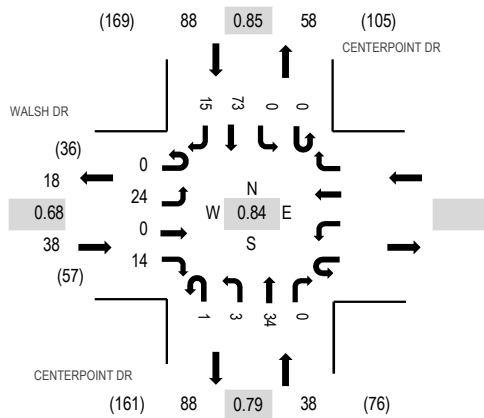 (169) 88 0.85 58 (105)
CENTERPOINT DR
WALSH DR
15 73 0 0
(36)
18
0
24
0
14
0.68
38
(57)
N
W 0.84 E
S
1 3 34 0
CENTERPOINT DR
(161) 88 0.79 38 (76)